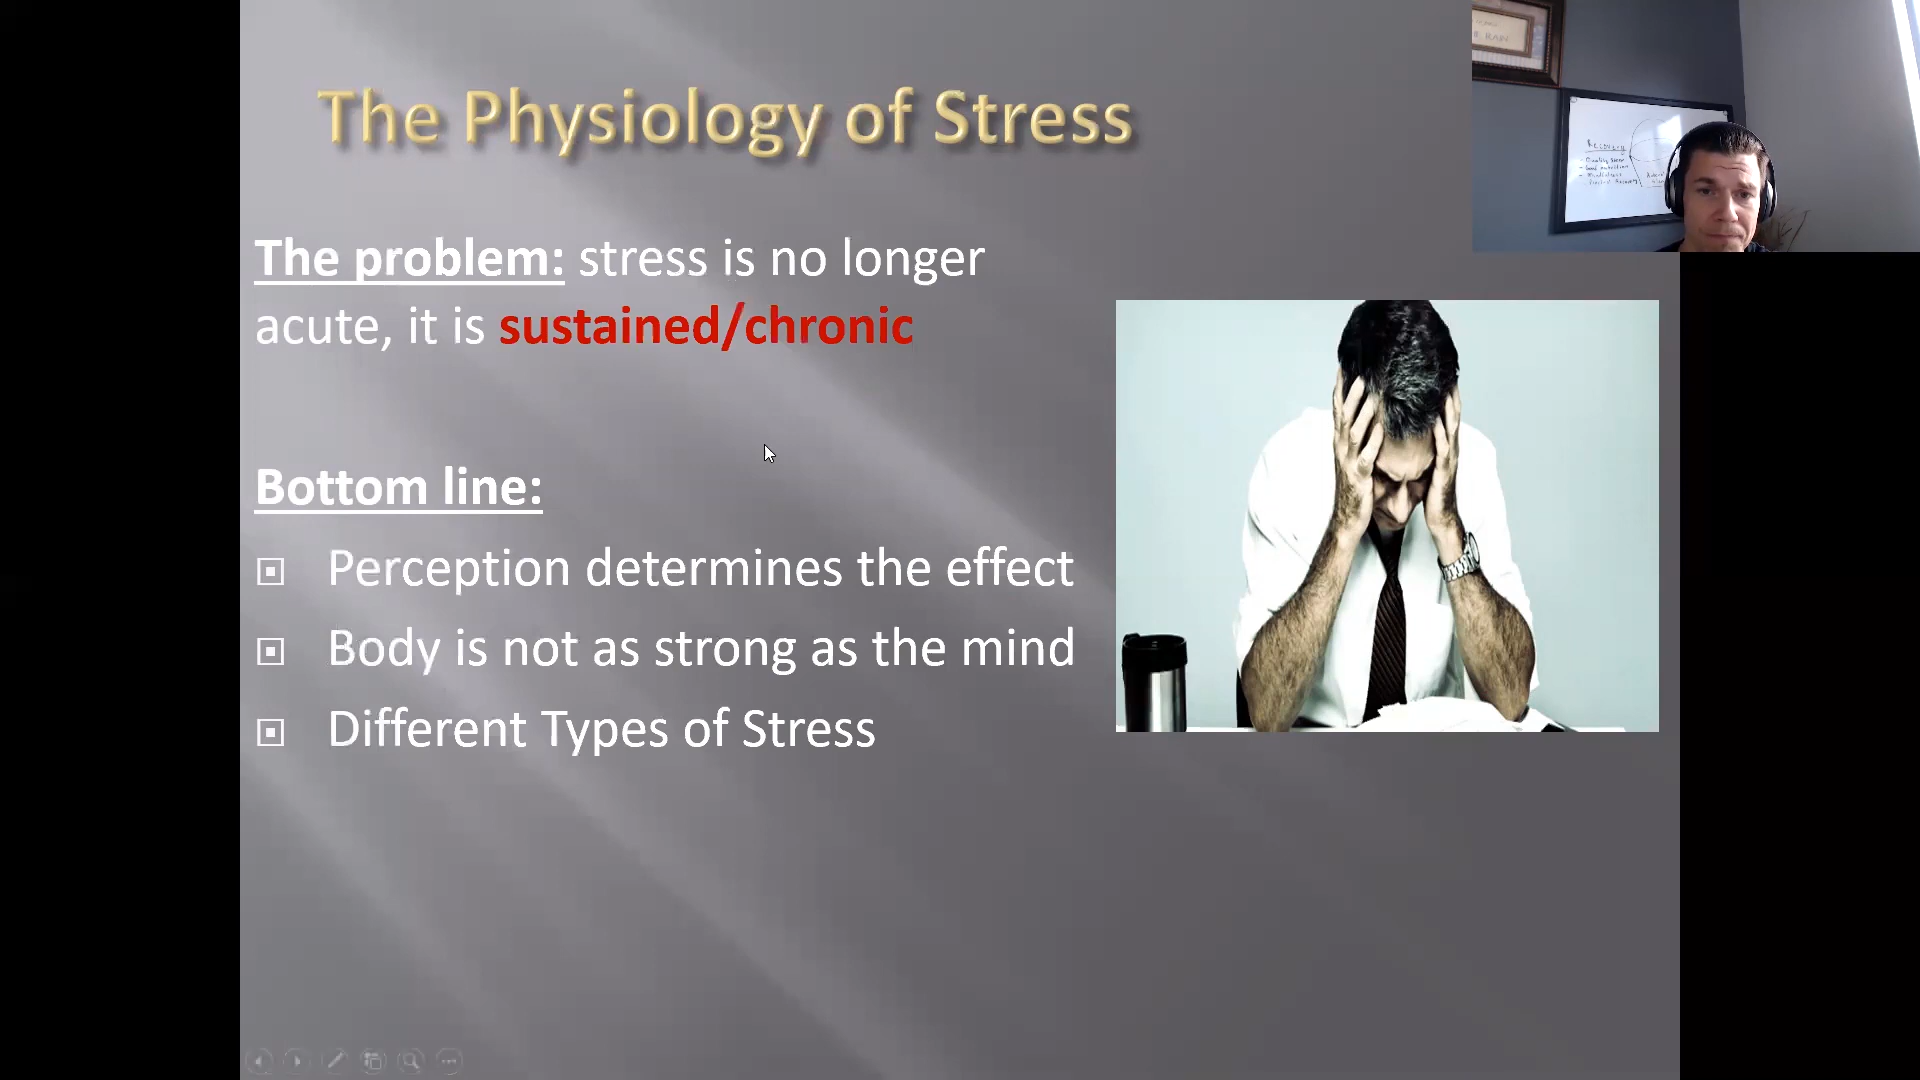 The Physiology of Stress
The problem: stress is no longer
acute, it is sustained/chronic
Bottom line:
Perception determines the effect
Body is not as strong as the mind
Different Types of Stress
RECOVERY